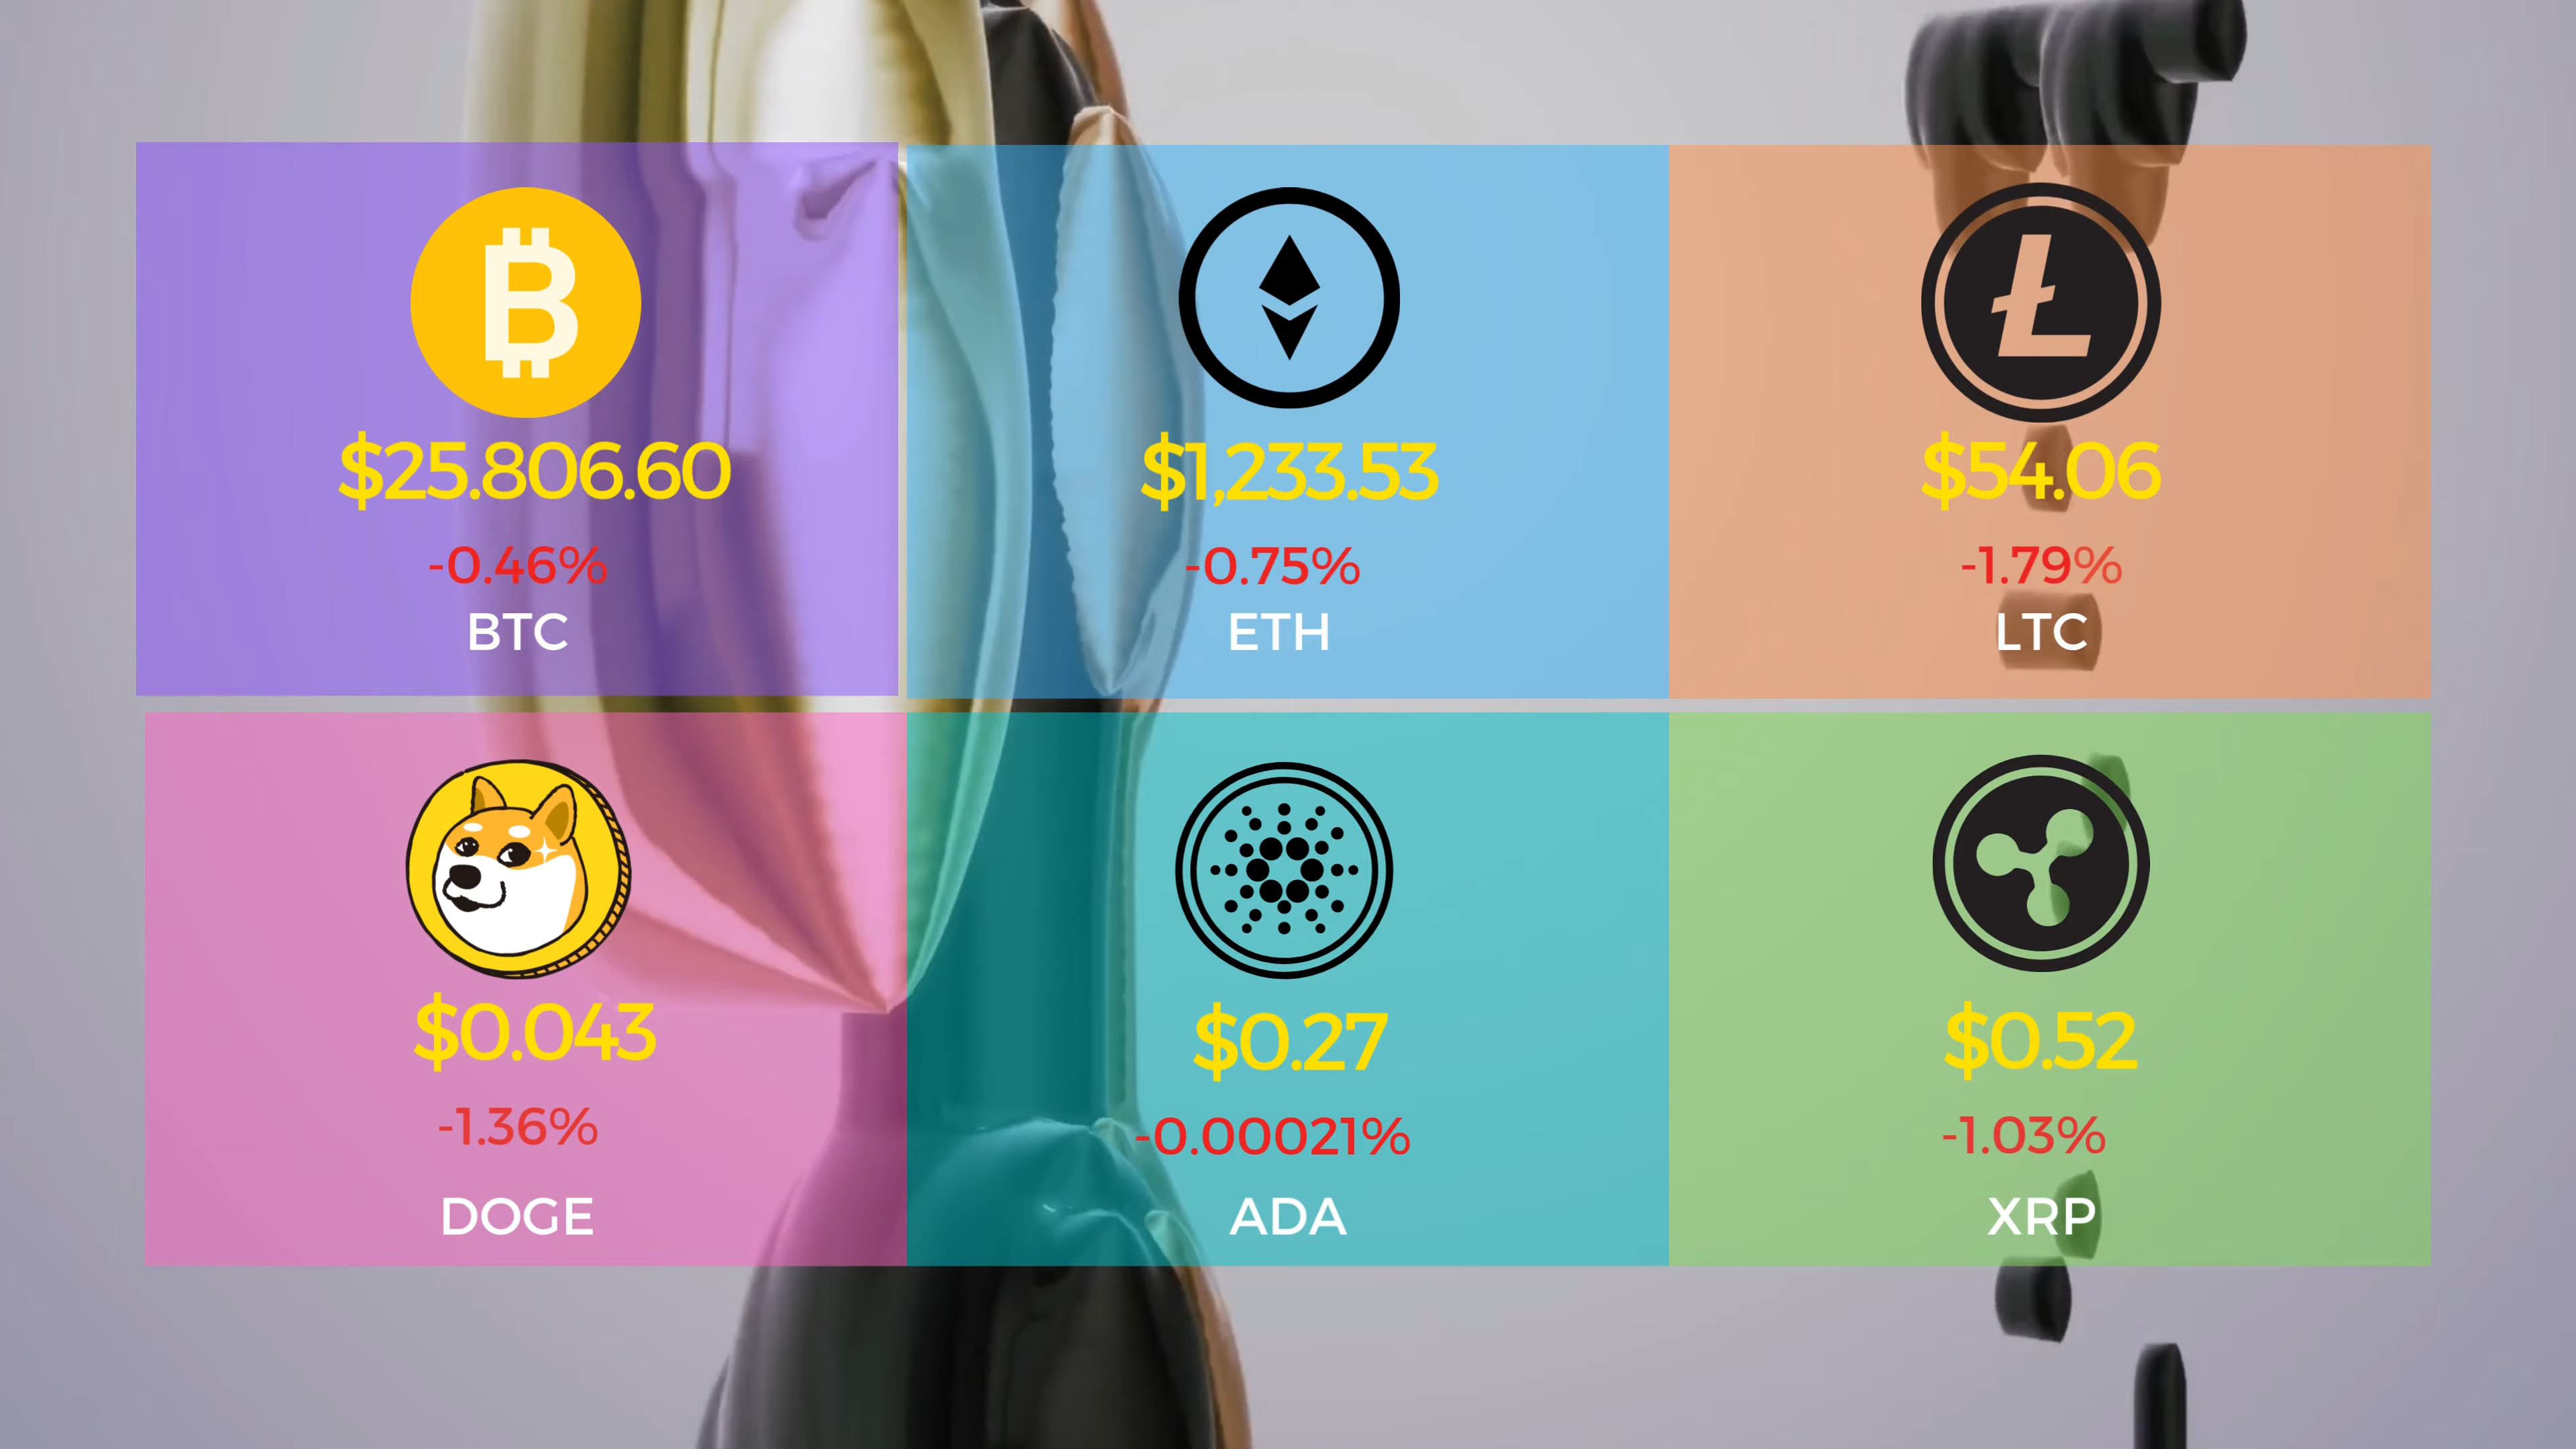 $25.806.60
-0.46%
BTC
$1,233.53
-0.75%
ETH
$54.06
-1.79%
LTC
$0.043
-1.36%
DOGE
$0.27
-0.00021%
ADA
$0.52
-1.03%
XRP